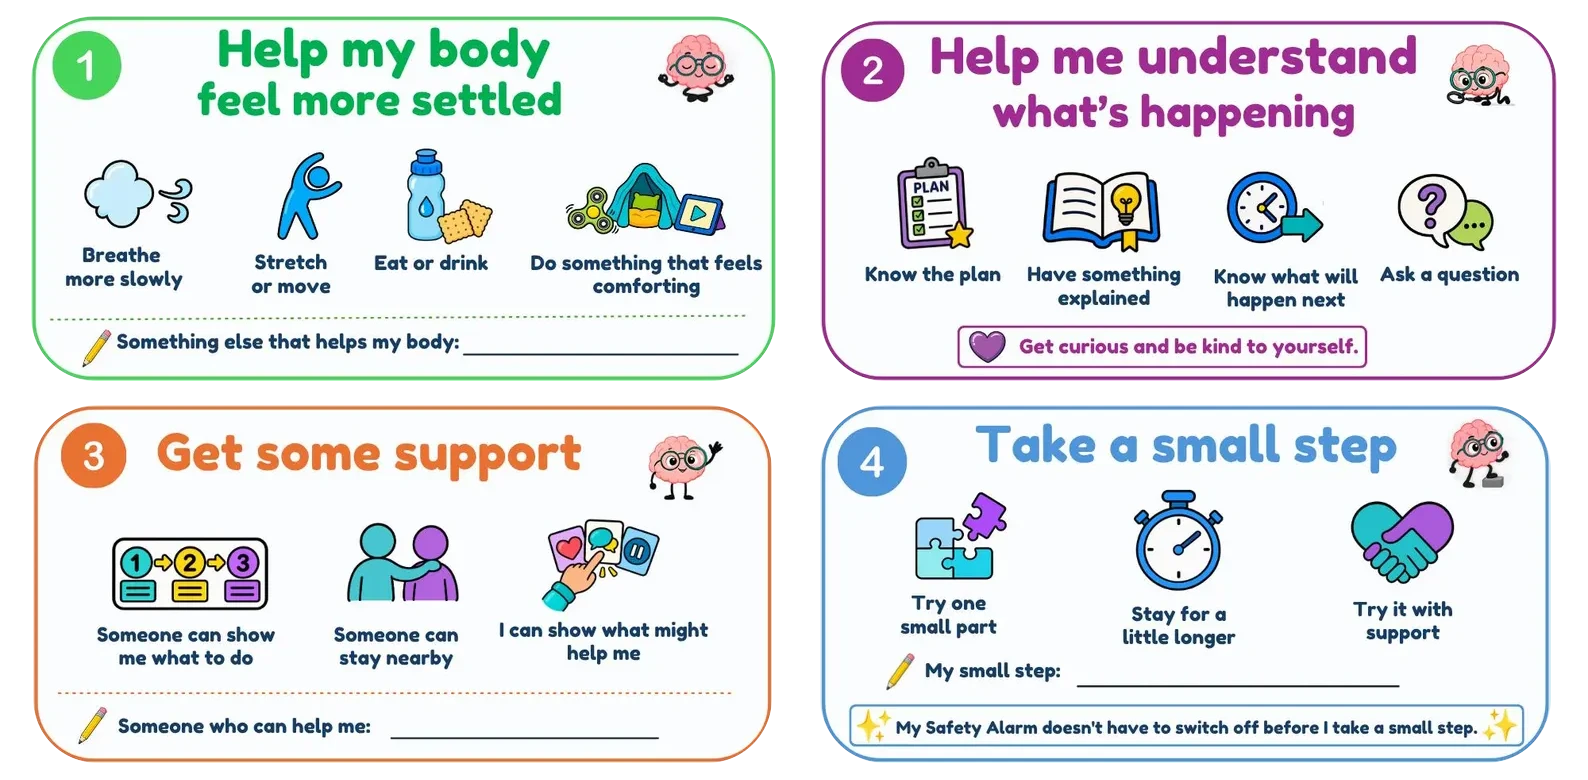 1
Help my body
feel more settled
Breathe
more slowly
Stretch
or move
Eat or drink
Do something that feels
comforting
Something else that helps my body:
2
Help me understand
what's happening
PLAN
Know the plan
Have something
explained
Know what will
happen next
?
Ask a question
Get curious and be kind to yourself.
3
Get some support
1 2 3
Someone can show
me what to do
Someone can
stay nearby
I can show what might
help me
Someone who can help me:
4
Take a small step
Try one
small part
Stay for a
little longer
Try it with
support
My small step:
My Safety Alarm doesn't have to switch off before I take a small step.